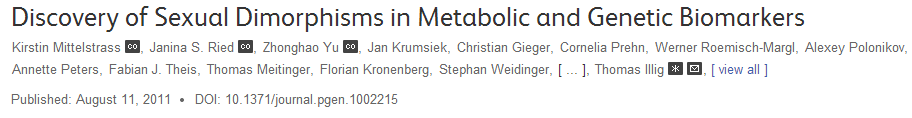 Discovery of Sexual Dimorphisms in Metabolic and Genetic Biomarkers
Kirstin Mittelstrass co, Janina S. Ried co, Zhonghao Yu co, Jan Krumsiek, Christian Gieger, Cornelia Prehn, Werner Roemisch-Margl, Alexey Polonikov,
Annette Peters, Fabian J. Theis, Thomas Meitinger, Florian Kronenberg, Stephan Weidinger, [ ... ], Thomas Illig *, [ view all ]
Published: August 11, 2011 • DOI: 10.1371/journal.pgen.1002215